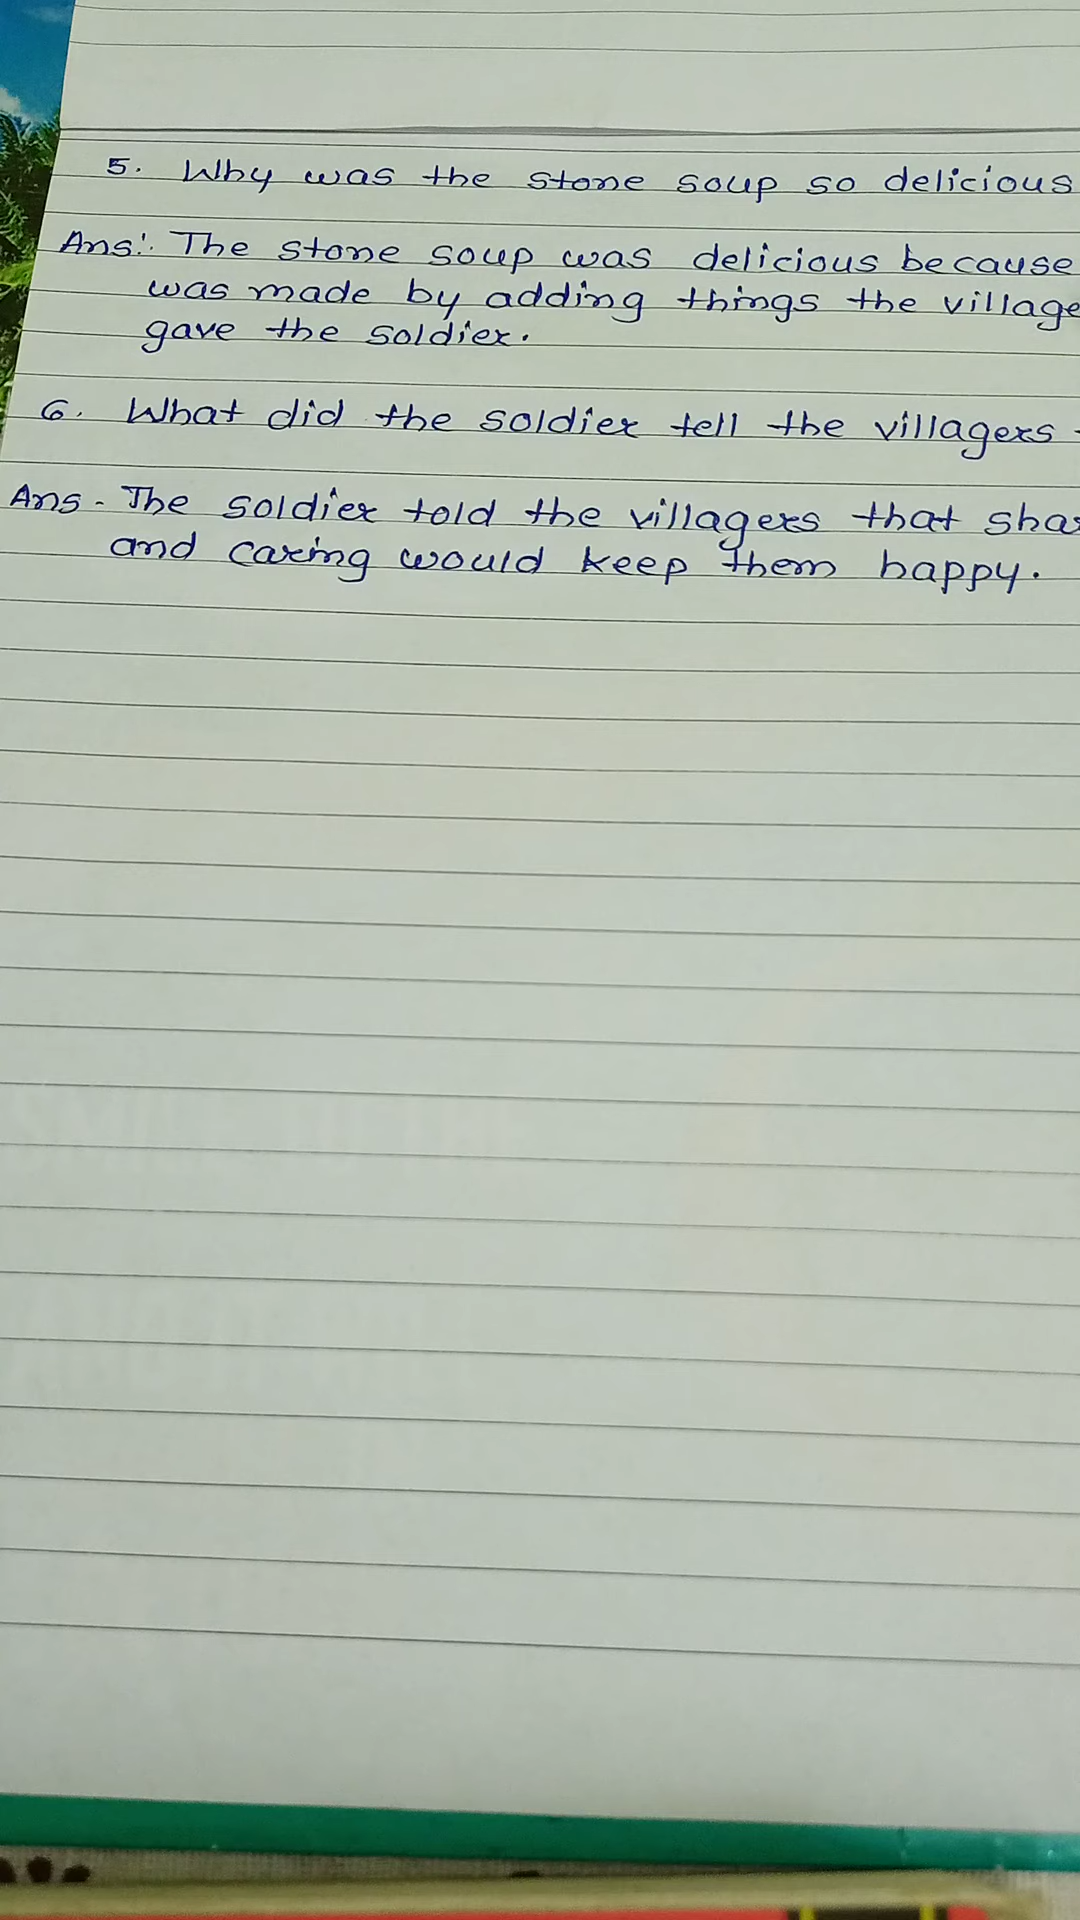 5. Why was the stone soup so delicious
Ans:. The stone soup was delicious because
was made by adding things the village
gave the soldier.
6. What did the soldier tell the villagers
Ans - The soldier told the villagers that
and caring would keep them happy.